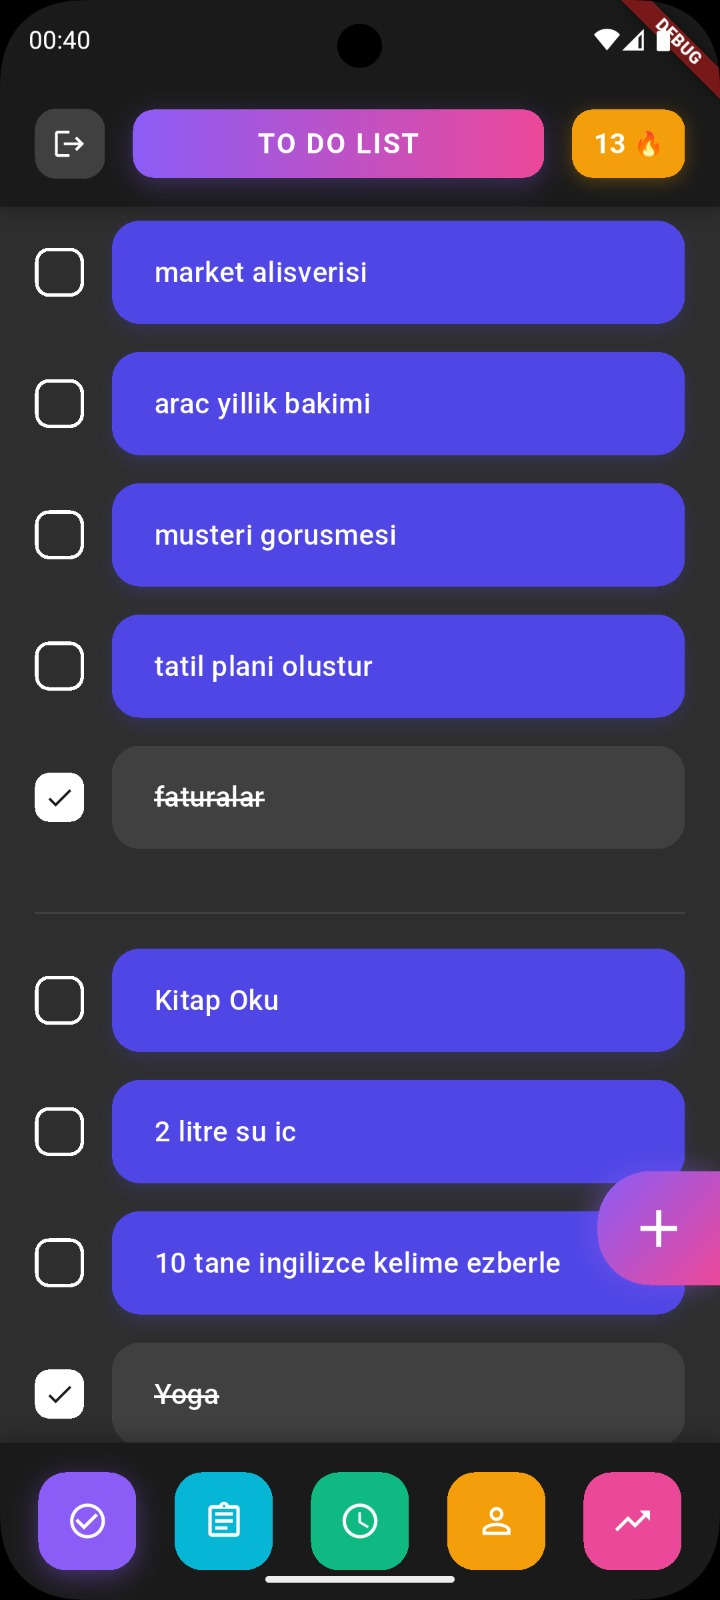 00:40
DEBUG
TO DO LIST
13 🔥
market alisverisi
arac yillik bakimi
musteri gorusmesi
tatil plani olustur
faturalar
Kitap Oku
2 litre su ic
10 tane ingilizce kelime ezberle
Yoga